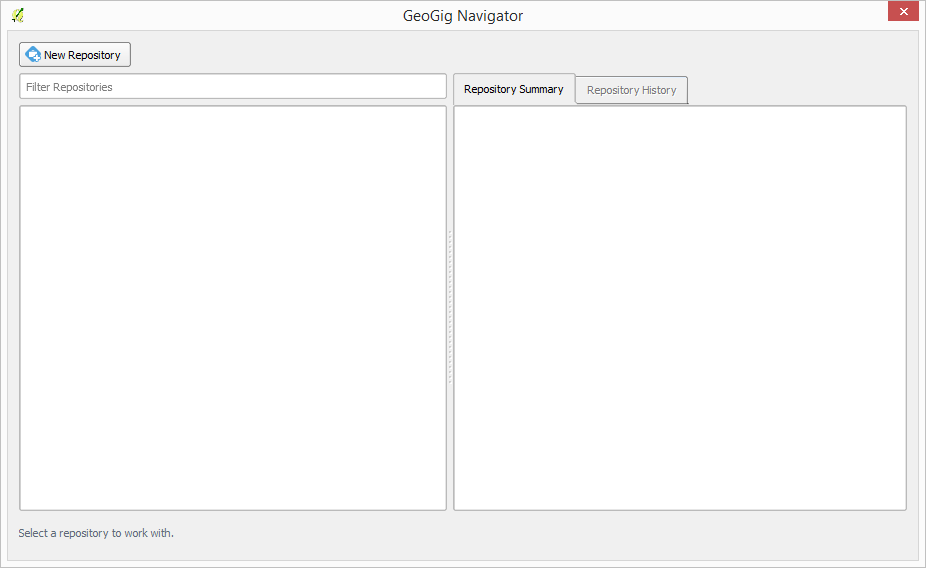 GeoGig Navigator
New Repository
Filter Repositories
Repository Summary
Repository History
Select a repository to work with.